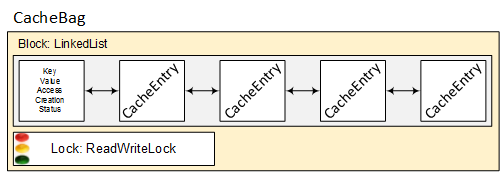 CacheBag
Block: LinkedList
Key
Value
Access
Creation
Status
CacheEntry
CacheEntry
CacheEntry
CacheEntry
Lock: ReadWriteLock